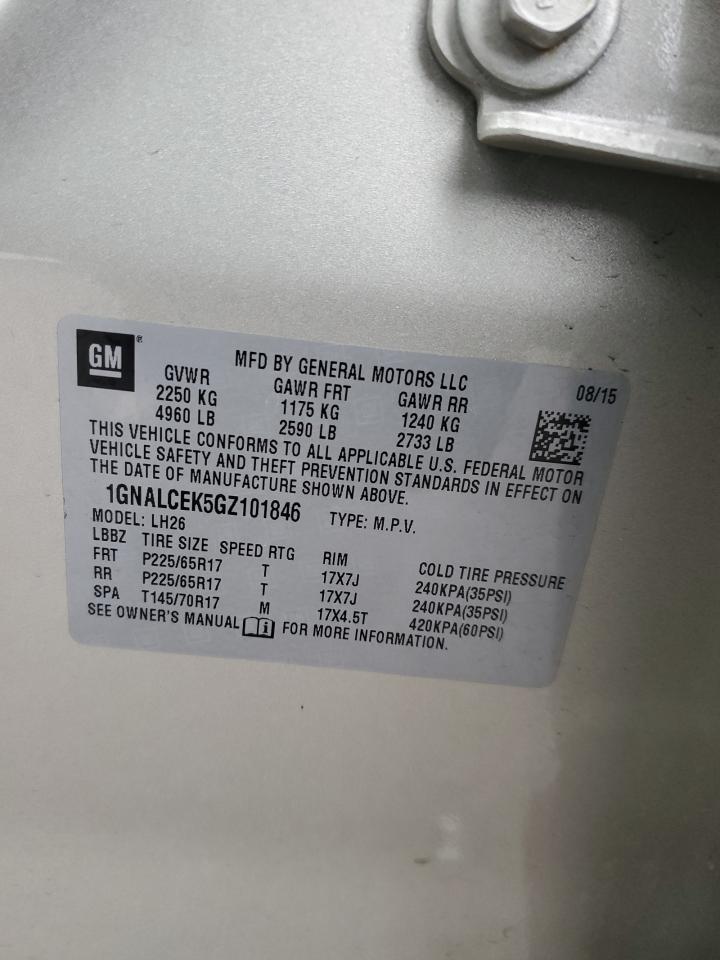 GM®
MFD BY GENERAL MOTORS LLC
08/15
GVWR GAWR FRT GAWR RR
2250 KG 1175 KG 1240 KG
4960 LB 2590 LB 2733 LB
THIS VEHICLE CONFORMS TO ALL APPLICABLE U.S. FEDERAL MOTOR
VEHICLE SAFETY AND THEFT PREVENTION STANDARDS IN EFFECT ON
THE DATE OF MANUFACTURE SHOWN ABOVE.
1GNALCEK5GZ101846 TYPE: M.P.V.
MODEL: LH26
LBBZ TIRE SIZE SPEED RTG RIM COLD TIRE PRESSURE
FRT P225/65R17 T 17X7J 240KPA(35PSI)
RR P225/65R17 T 17X7J 240KPA(35PSI)
SPA T145/70R17 M 17X4.5T 420KPA(60PSI)
SEE OWNER'S MANUAL FOR MORE INFORMATION.